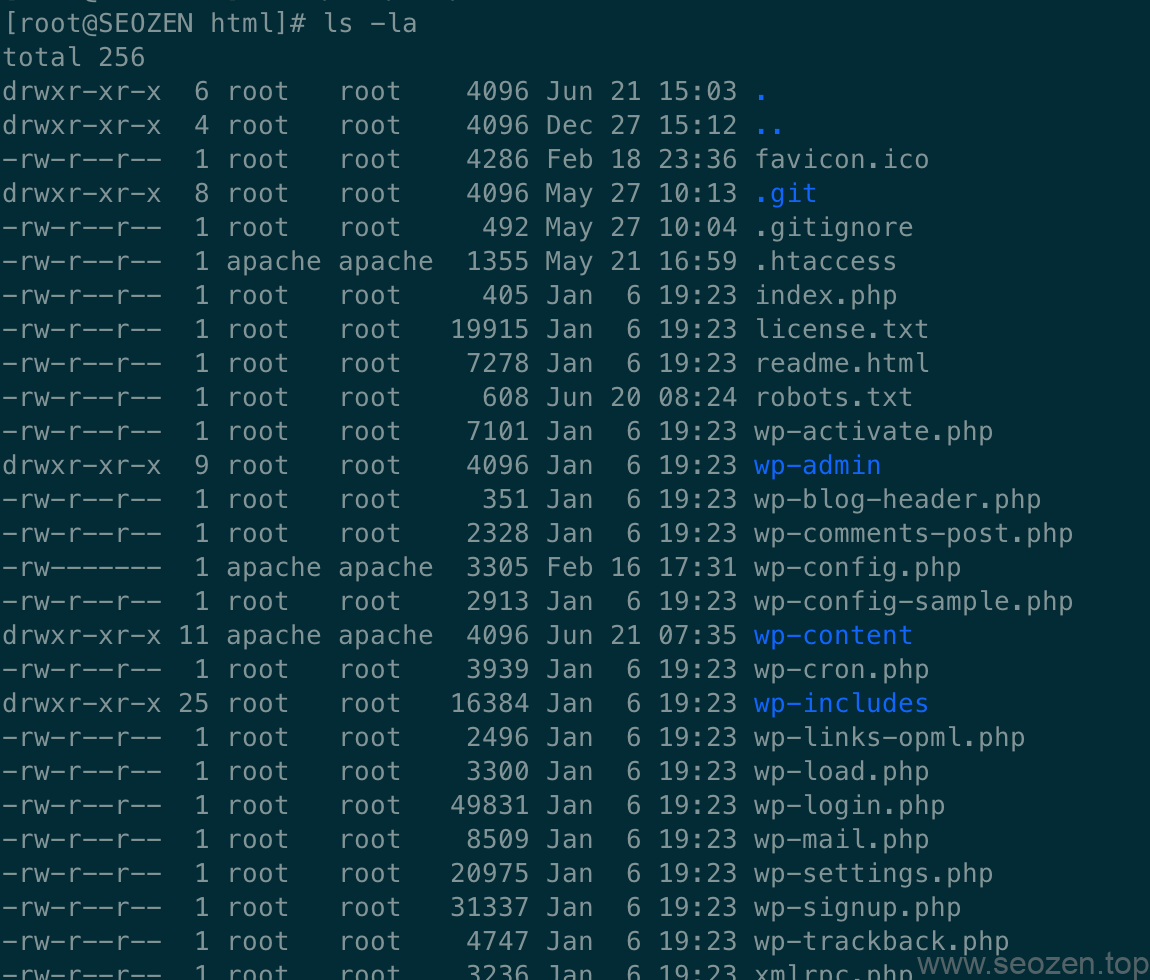 [root@SEOZEN html]# ls -la
total 256
drwxr-xr-x  6 root   root    4096 Jun 21 15:03 .
drwxr-xr-x  4 root   root    4096 Dec 27 15:12 ..
-rw-r--r--  1 root   root    4286 Feb 18 23:36 favicon.ico
drwxr-xr-x  8 root   root    4096 May 27 10:13 .git
-rw-r--r--  1 root   root     492 May 27 10:04 .gitignore
-rw-r--r--  1 apache apache  1355 May 21 16:59 .htaccess
-rw-r--r--  1 root   root     405 Jan  6 19:23 index.php
-rw-r--r--  1 root   root   19915 Jan  6 19:23 license.txt
-rw-r--r--  1 root   root    7278 Jan  6 19:23 readme.html
-rw-r--r--  1 root   root     608 Jun 20 08:24 robots.txt
-rw-r--r--  1 root   root    7101 Jan  6 19:23 wp-activate.php
drwxr-xr-x  9 root   root    4096 Jan  6 19:23 wp-admin
-rw-r--r--  1 root   root     351 Jan  6 19:23 wp-blog-header.php
-rw-r--r--  1 root   root    2328 Jan  6 19:23 wp-comments-post.php
-rw-------  1 apache apache  3305 Feb 16 17:31 wp-config.php
-rw-r--r--  1 root   root    2913 Jan  6 19:23 wp-config-sample.php
drwxr-xr-x 11 apache apache  4096 Jun 21 07:35 wp-content
-rw-r--r--  1 root   root    3939 Jan  6 19:23 wp-cron.php
drwxr-xr-x 25 root   root   16384 Jan  6 19:23 wp-includes
-rw-r--r--  1 root   root    2496 Jan  6 19:23 wp-links-opml.php
-rw-r--r--  1 root   root    3300 Jan  6 19:23 wp-load.php
-rw-r--r--  1 root   root   49831 Jan  6 19:23 wp-login.php
-rw-r--r--  1 root   root    8509 Jan  6 19:23 wp-mail.php
-rw-r--r--  1 root   root   20975 Jan  6 19:23 wp-settings.php
-rw-r--r--  1 root   root   31337 Jan  6 19:23 wp-signup.php
-rw-r--r--  1 root   root    4747 Jan  6 19:23 wp-trackback.php
-rw-r--r--  1 root   root    3236 Jan  6 19:23 xmlrpc.php
www.seozen.top